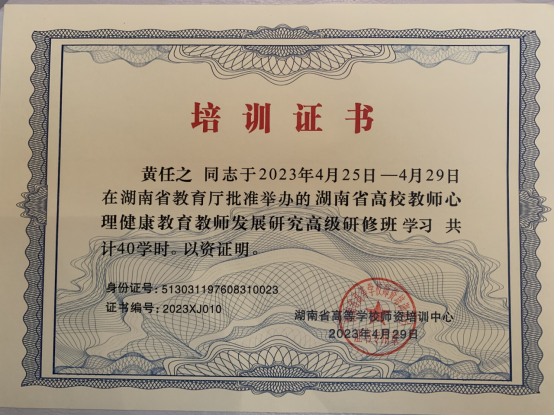 培训证书
黄任之 同志于2023年4月25日—4月29日
在湖南省教育厅批准举办的湖南省高校教师心
理健康教育教师发展研究高级研修班 学习 共
计40学时。以资证明。
身份证号: 513031197608310023
证书编号: 2023XJ010
湖南省高等学校师资培训中心
2023年4月29日